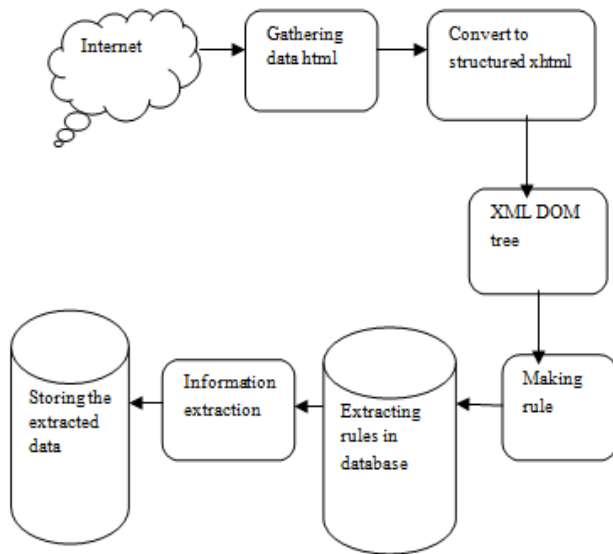 Internet
Gathering
data html
Convert to
structured xhtml
XML DOM
tree
Making
rule
Extracting
rules in
database
Information
extraction
Storing the
extracted
data